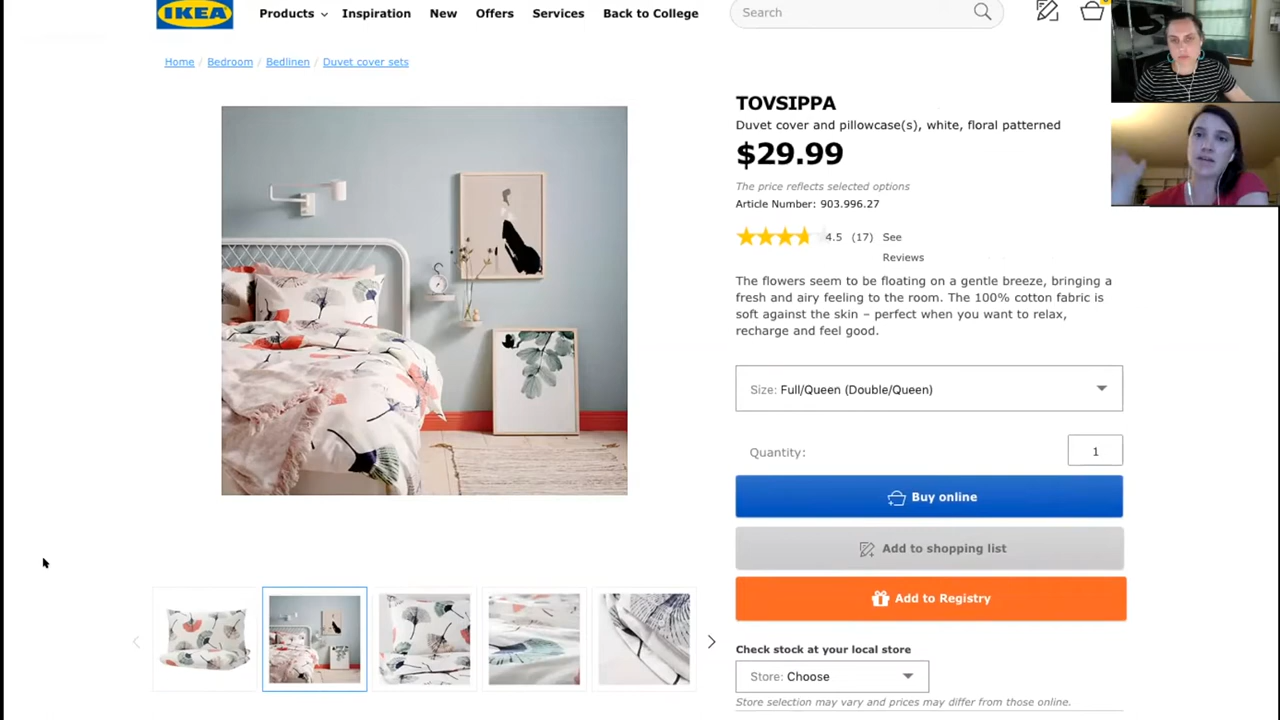 IKEA
Products
Inspiration
New
Offers
Services
Back to College
Search
Home / Bedroom / Bedlinen / Duvet cover sets
TOVSIPPA
Duvet cover and pillowcase(s), white, floral patterned
$29.99
The price reflects selected options
Article Number: 903.996.27
4.5 (17) See
Reviews
The flowers seem to be floating on a gentle breeze, bringing a
fresh and airy feeling to the room. The 100% cotton fabric is
soft against the skin – perfect when you want to relax,
recharge and feel good.
Size: Full/Queen (Double/Queen)
Quantity: 1
Buy online
Add to shopping list
Add to Registry
Check stock at your local store
Store: Choose
Store selection may vary and prices may differ from those online.